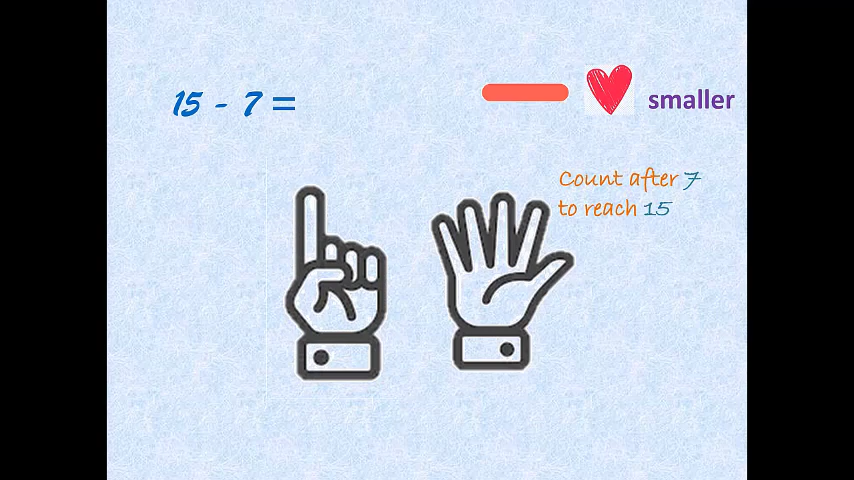 15 - 7 =
smaller
Count after 7
to reach 15